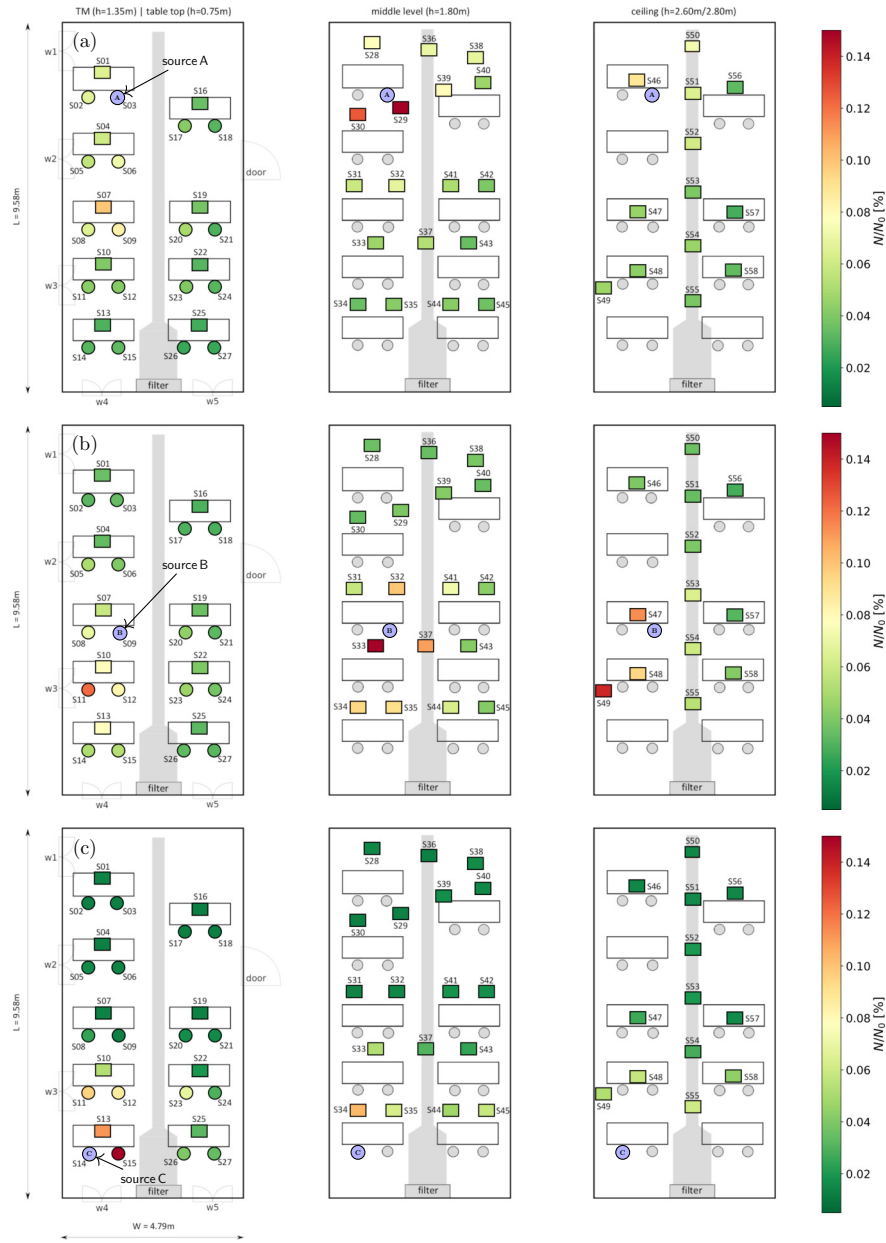 TM (h=1.35m) | table top (h=0.75m)
middle level (h=1.80m)
ceiling (h=2.60m/2.80m)
(a)
w1
S01
source A
S02
A
S03
S16
S17
S18
S04
w2
S05
S06
door
L = 9.58m
S07
S19
S08
S09
S20
S21
S10
S22
w3
S11
S12
S23
S24
S13
S25
S14
S15
S26
S27
filter
w4
w5
S28
S36
S38
S39
S40
A
S30
S29
S31
S32
S41
S42
S33
S37
S43
S34
S35
S44
S45
filter
S50
S46
S51
S56
A
S52
S53
S47
S57
S54
S48
S58
S49
S55
filter
0.14
0.12
0.10
0.08
0.06
0.04
0.02
N/N0 [%]
(b)
w1
S01
S02
S03
S16
S17
S18
S04
w2
S05
S06
door
source B
L = 9.58m
S07
S19
S08
B
S09
S20
S21
S10
S22
w3
S11
S12
S23
S24
S13
S25
S14
S15
S26
S27
filter
w4
w5
S28
S36
S38
S39
S40
S30
S29
S31
S32
S41
S42
B
S33
S37
S43
S34
S35
S44
S45
filter
S50
S46
S51
S56
S52
S53
S47
S57
B
S54
S48
S58
S49
S55
filter
0.14
0.12
0.10
0.08
0.06
0.04
0.02
N/N0 [%]
(c)
w1
S01
S02
S03
S16
S17
S18
S04
w2
S05
S06
door
L = 9.58m
S07
S19
S08
S09
S20
S21
S10
S22
w3
S11
S12
S23
S24
S13
S25
S14
C
S15
S26
S27
source C
filter
w4
w5
W = 4.79m
S28
S36
S38
S39
S40
S30
S29
S31
S32
S41
S42
S33
S37
S43
S34
S35
S44
S45
C
filter
S50
S46
S51
S56
S52
S53
S47
S57
S54
S48
S58
S49
S55
C
filter
0.14
0.12
0.10
0.08
0.06
0.04
0.02
N/N0 [%]